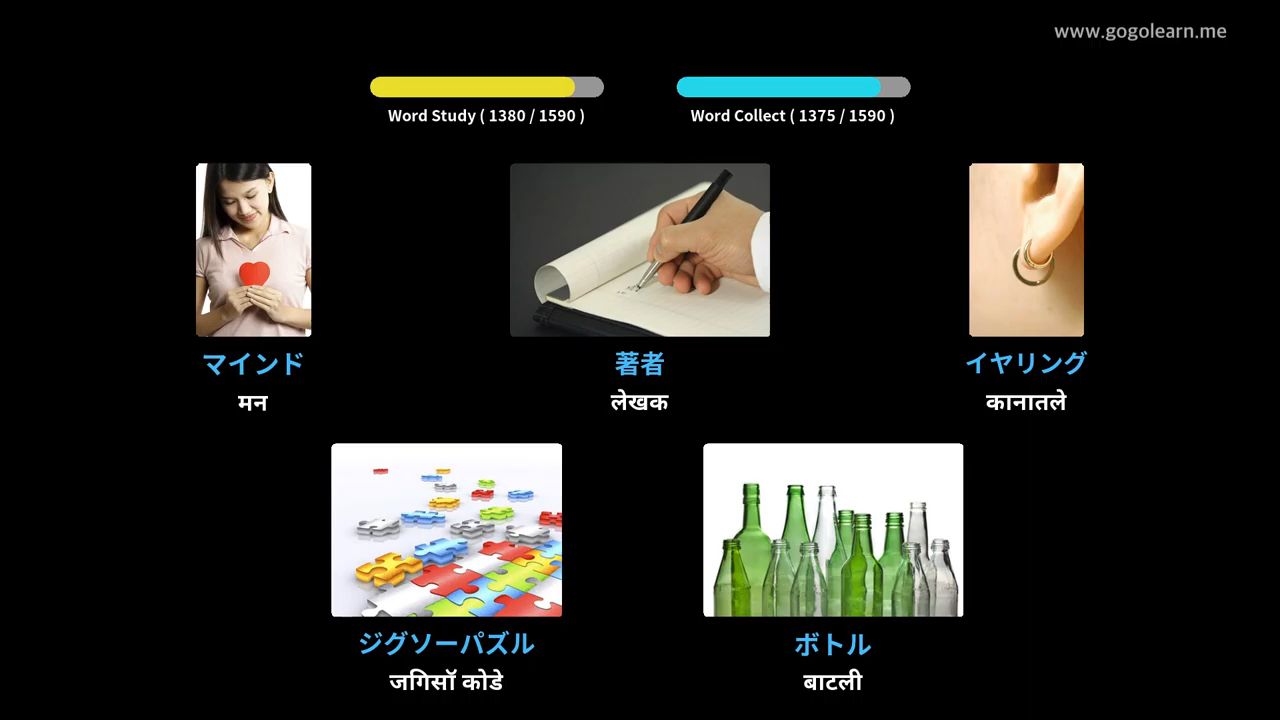 www.gogolearn.me
Word Study ( 1380 / 1590 )
Word Collect ( 1375 / 1590 )
マインド
मन
著者
लेखक
イヤリング
कानातले
ジグソーパズル
जगिसॉ कोडे
ボトル
बाटली